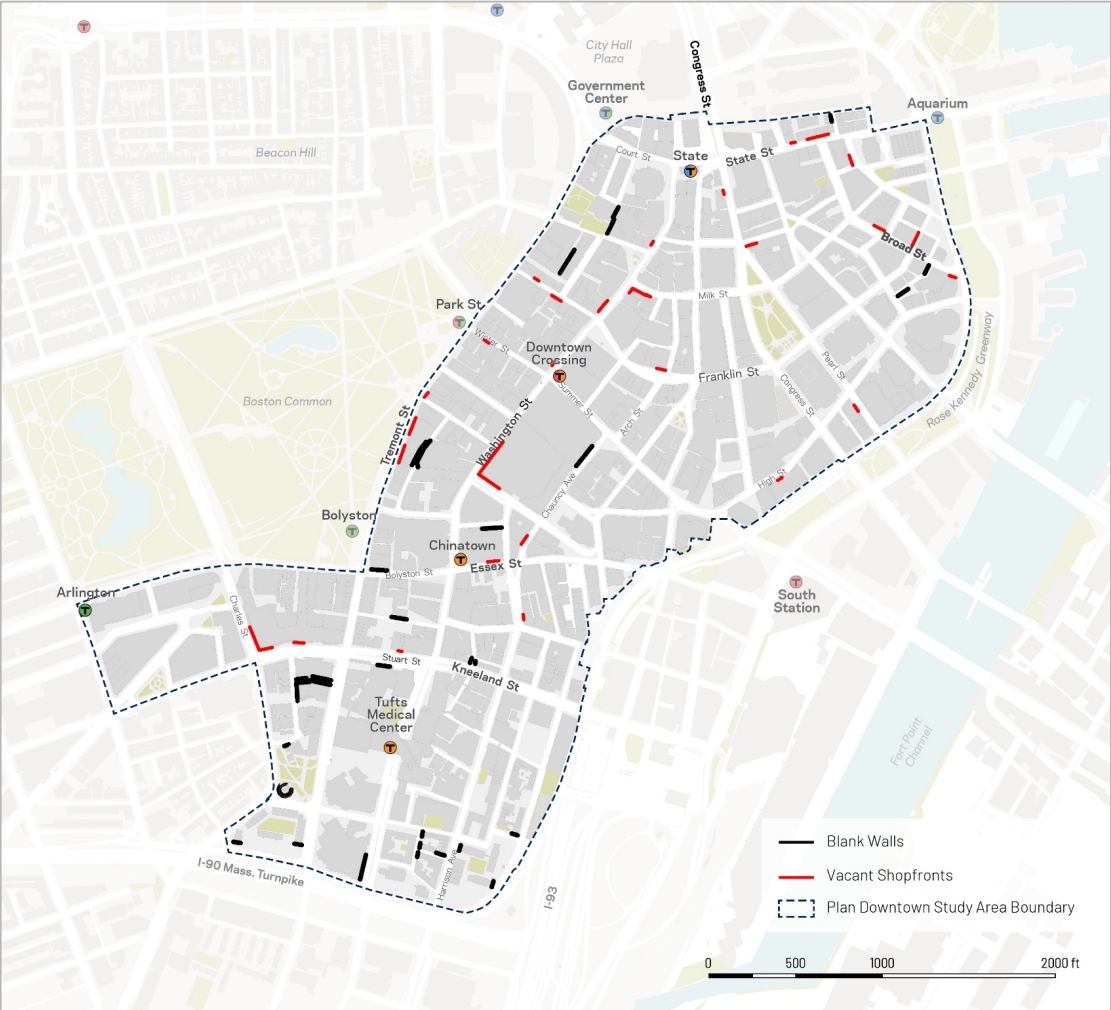 City Hall
Plaza
Congress St
Government
Center
Aquarium
Beacon Hill
Court St
State
State St
Broad St
Park St
Milk St
Winter St
Downtown
Crossing
Summer St
Franklin St
Pearl St
Congress St
Rose Kennedy Greenway
Boston Common
Tremont St
Washington St
Arch St
High St
Chauncy Ave
Bolyston
Chinatown
Essex St
Bolyston St
Arlington
South
Station
Charles St
Stuart St
Kneeland St
Tufts
Medical
Center
Fort Point
Channel
I-90 Mass. Turnpike
Harrison Ave
I-93
Blank Walls
Vacant Shopfronts
Plan Downtown Study Area Boundary
0 500 1000 2000 ft
T
T
T
T
T
T
T
T
T
T
T
T